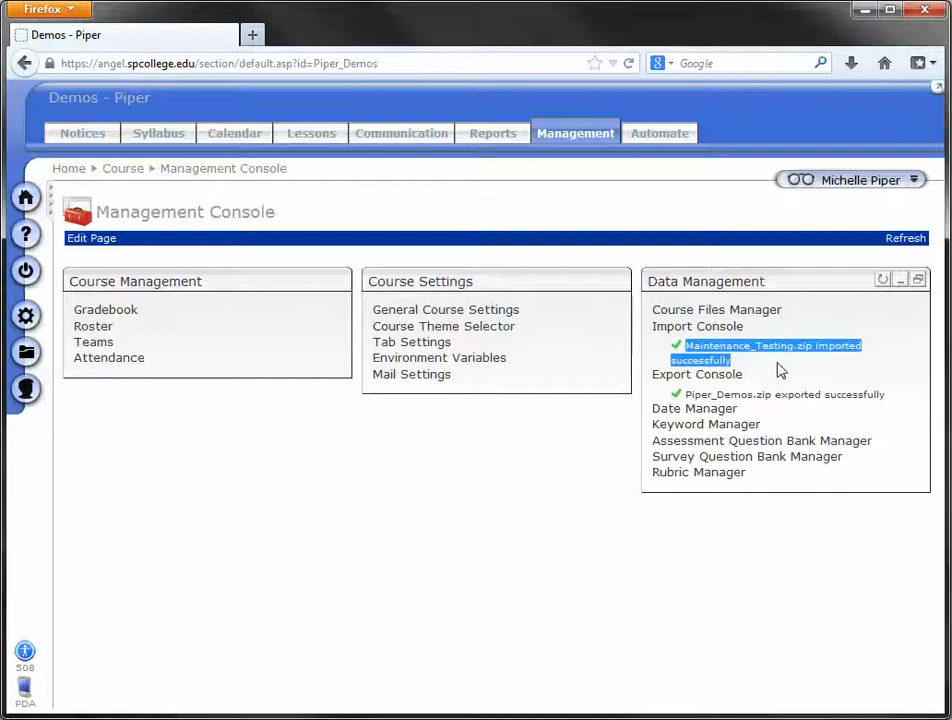 Firefox
Demos - Piper
https://angel.spcollege.edu/section/default.asp?id=Piper_Demos
Google
Demos - Piper
Notices Syllabus Calendar Lessons Communication Reports Management Automate
Home Course Management Console
Michelle Piper
Management Console
Edit Page Refresh
Course Management
Gradebook
Roster
Teams
Attendance
Course Settings
General Course Settings
Course Theme Selector
Tab Settings
Environment Variables
Mail Settings
Data Management
Course Files Manager
Import Console
Maintenance_Testing.zip imported
successfully
Export Console
Piper_Demos.zip exported successfully
Date Manager
Keyword Manager
Assessment Question Bank Manager
Survey Question Bank Manager
Rubric Manager
508
PDA